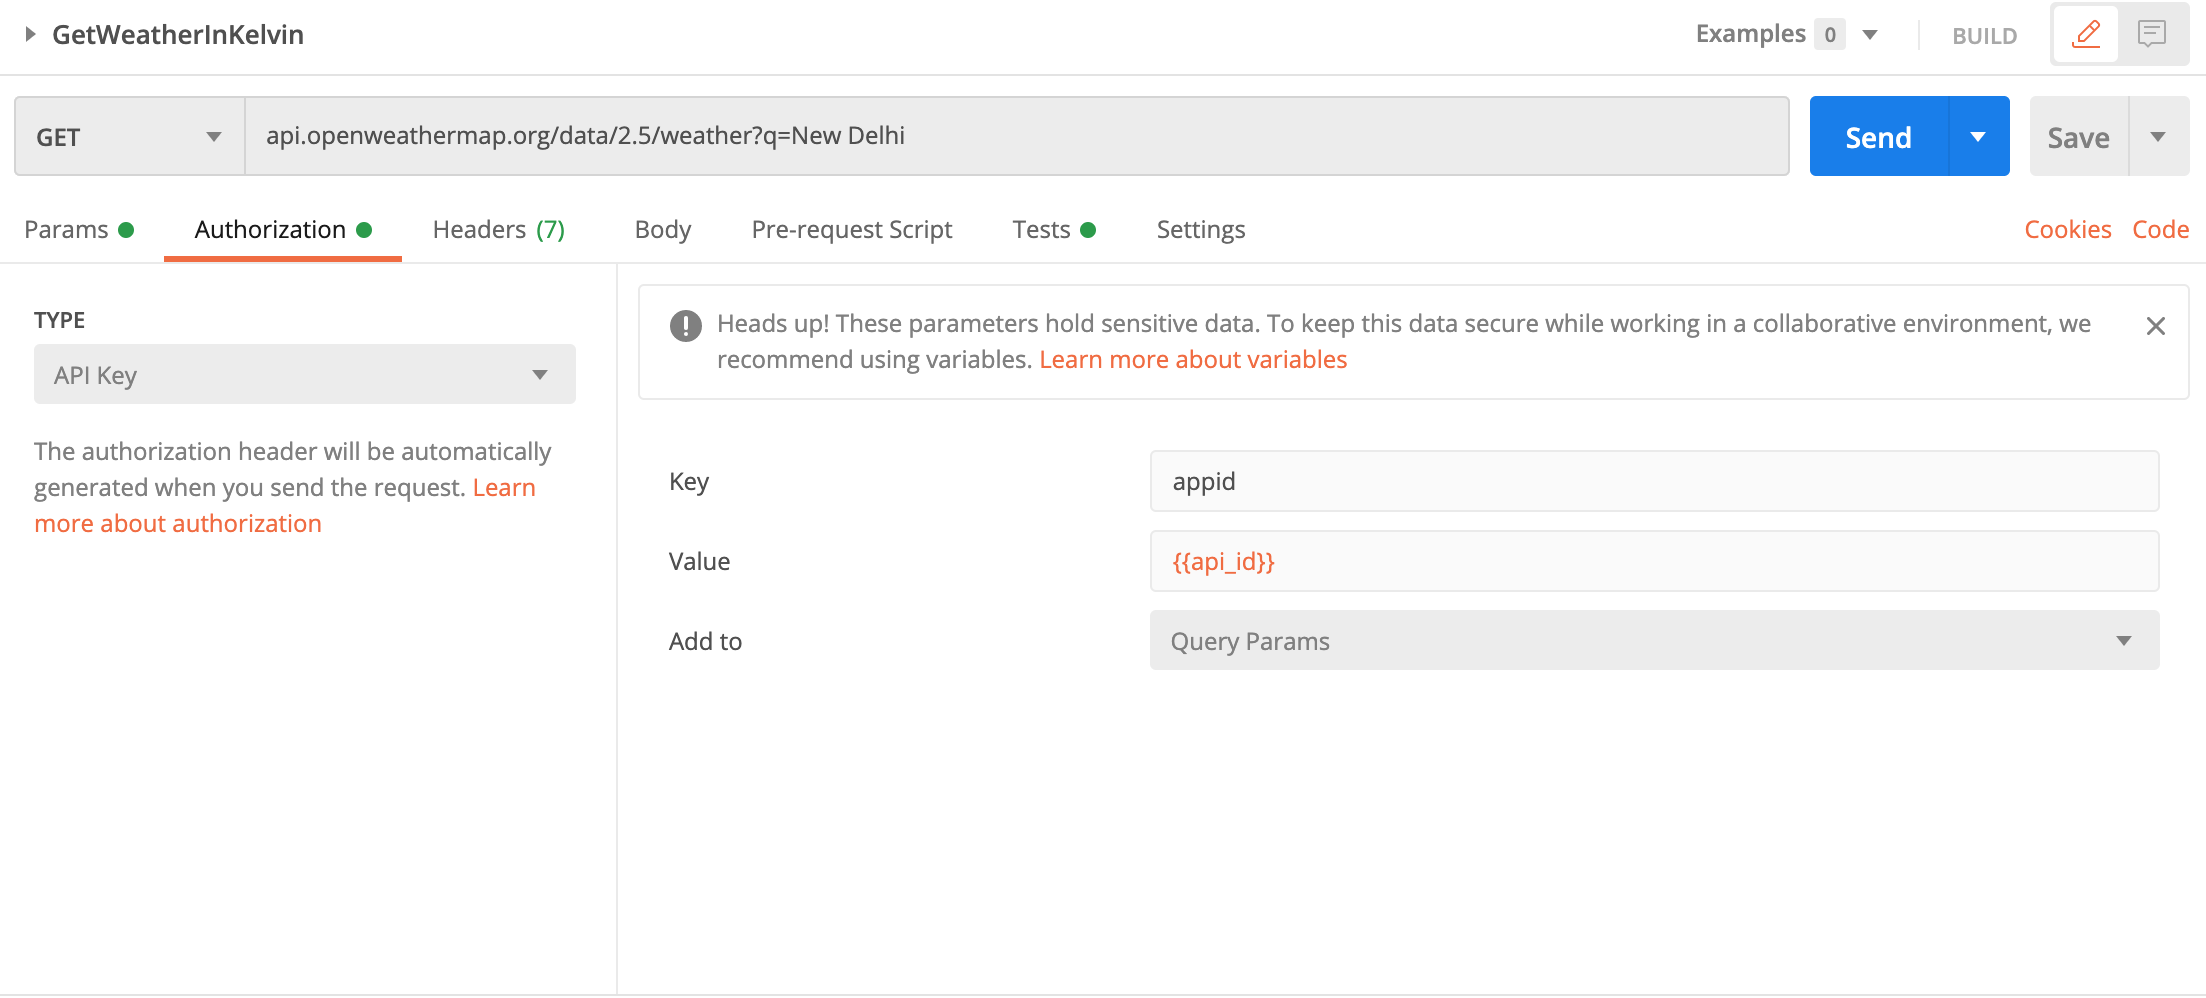 GetWeatherInKelvin
Examples 0
BUILD
GET
api.openweathermap.org/data/2.5/weather?q=New Delhi
Send
Save
Params
Authorization
Headers (7)
Body
Pre-request Script
Tests
Settings
Cookies
Code
TYPE
API Key
The authorization header will be automatically
generated when you send the request. Learn
more about authorization
Heads up! These parameters hold sensitive data. To keep this data secure while working in a collaborative environment, we
recommend using variables. Learn more about variables
Key
appid
Value
{{api_id}}
Add to
Query Params